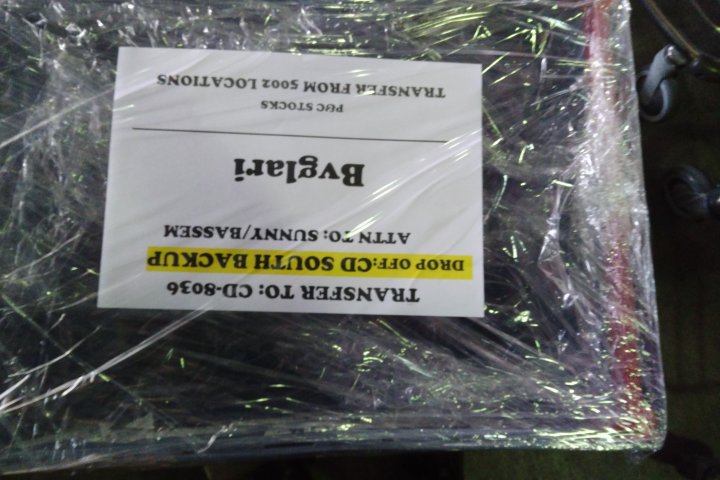 TRANSFER TO: CD-8036
DROP OFF:CD SOUTH BACKUP
ATTN TO: SUNNY/BASSEM
Bvglari
P&C STOCKS
TRANSFER FROM 5002 LOCATIONS